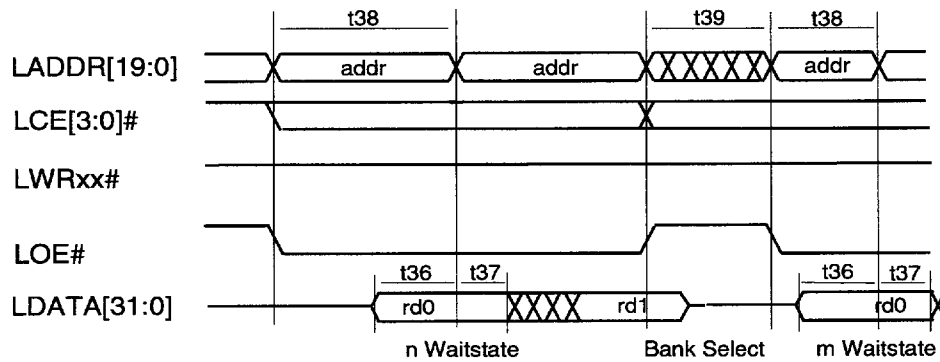 t38 t39 t38
LADDR[19:0] addr addr addr
LCE[3:0]#
LWRxx#
LOE#
t36 t37 t36 t37
LDATA[31:0] rd0 rd1 rd0
n Waitstate Bank Select m Waitstate